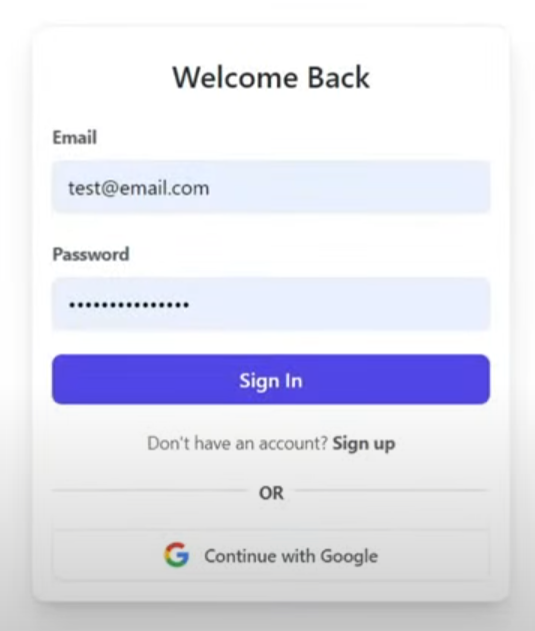 Welcome Back
Email
test@email.com
Password
•••••••••••••••
Sign In
Don't have an account? Sign up
OR
Continue with Google